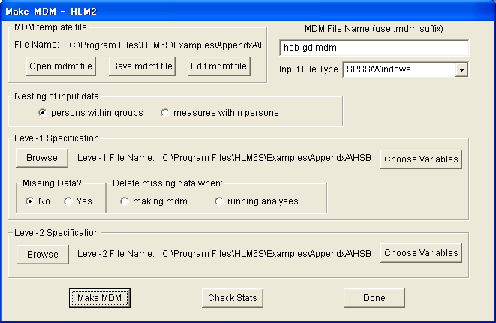 Make MDM - HLM2
MDM template file
File Name: C:\Program Files\HLM6S\Examples\AppendxA\
Open mdmt file
Save mdmt file
Edit mdmt file
MDM File Name (use .mdm suffix)
hsb-gd.mdm
Input File Type SPSS/Windows
Nesting of input data
persons within groups
measures within persons
Level-1 Specification
Browse
Level-1 File Name: C:\Program Files\HLM6S\Examples\AppendxA\HSB
Choose Variables
Missing Data?
No
Yes
Delete missing data when:
making mdm
running analyses
Level-2 Specification
Browse
Level-2 File Name: C:\Program Files\HLM6S\Examples\AppendxA\HSB
Choose Variables
Make MDM
Check Stats
Done